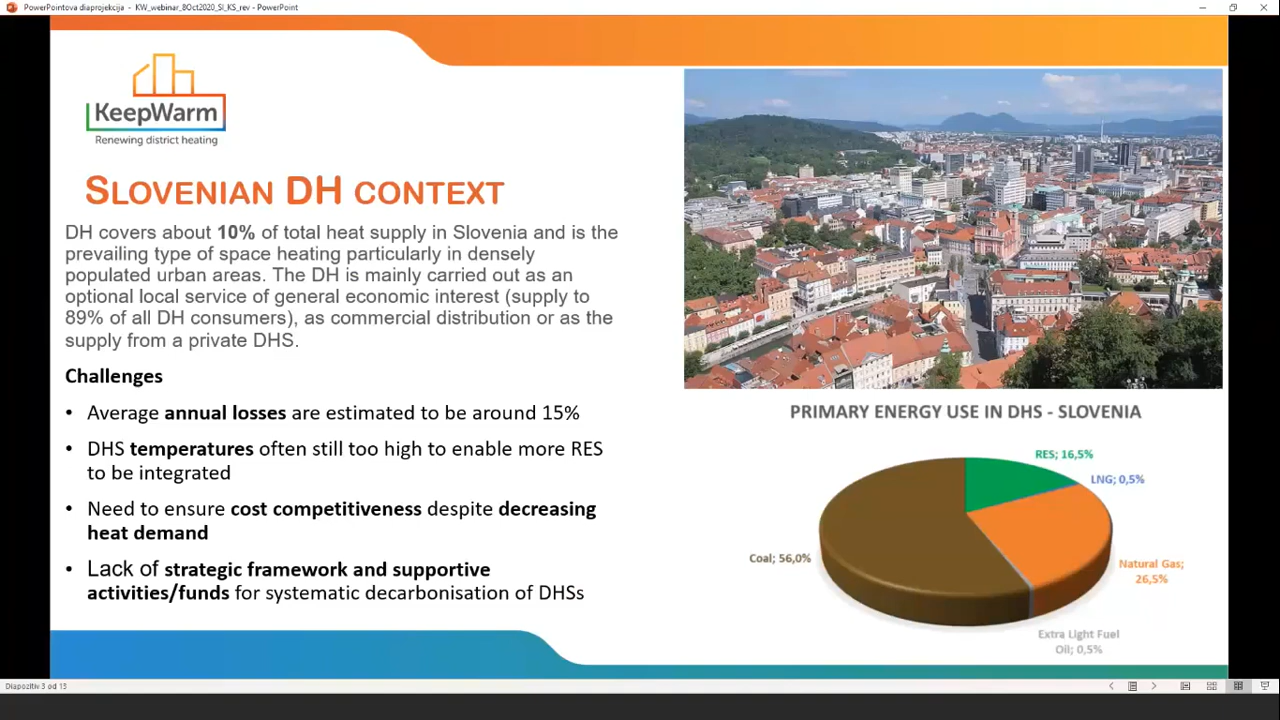 PowerPointova diaprojekcija - KW_webinar_8Oct2020_SI_KS_rev - PowerPoint
KeepWarm
Renewing district heating
SLOVENIAN DH CONTEXT
DH covers about 10% of total heat supply in Slovenia and is the
prevailing type of space heating particularly in densely
populated urban areas. The DH is mainly carried out as an
optional local service of general economic interest (supply to
89% of all DH consumers), as commercial distribution or as the
supply from a private DHS.
Challenges
• Average annual losses are estimated to be around 15%
• DHS temperatures often still too high to enable more RES
to be integrated
• Need to ensure cost competitiveness despite decreasing
heat demand
• Lack of strategic framework and supportive
activities/funds for systematic decarbonisation of DHSs
PRIMARY ENERGY USE IN DHS - SLOVENIA
RES; 16,5%
LNG; 0,5%
Coal; 56,0%
Natural Gas;
26,5%
Extra Light Fuel
Oil; 0,5%
Diapozitiv 3 od 15